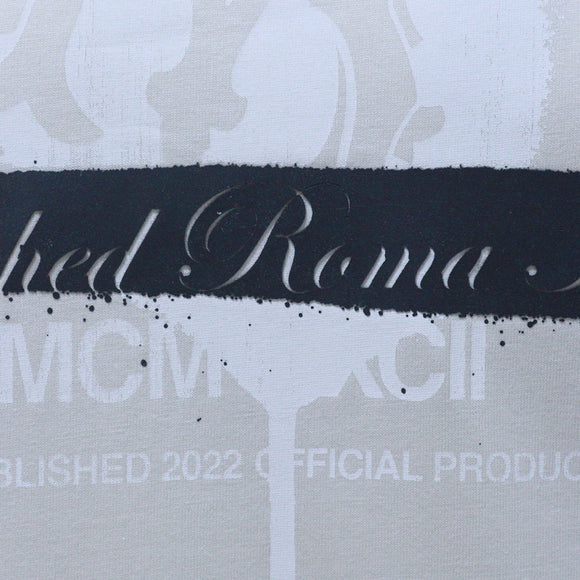 hed Roma
MCM XCII
BLISHED 2022 OFFICIAL PRODUC